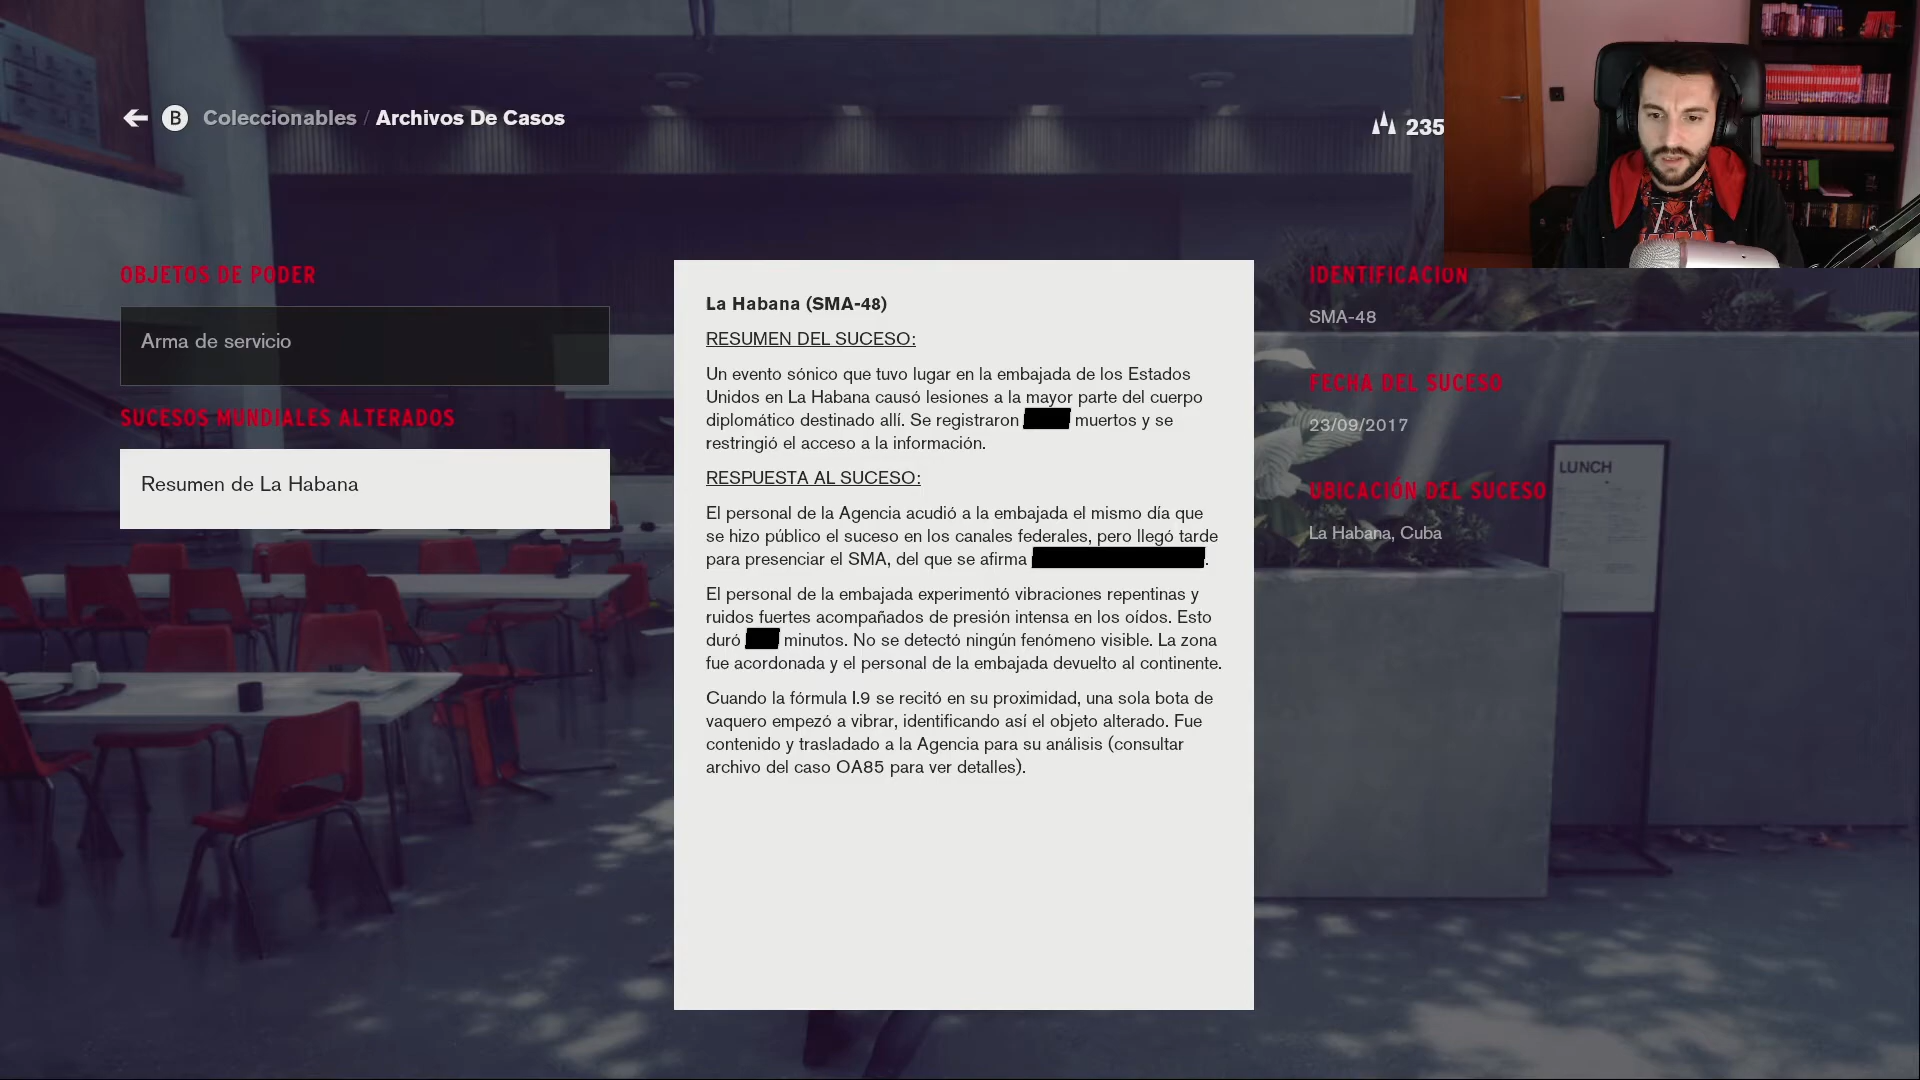 B Coleccionables / Archivos De Casos
235
OBJETOS DE PODER
Arma de servicio
SUCESOS MUNDIALES ALTERADOS
Resumen de La Habana
La Habana (SMA-48)
RESUMEN DEL SUCESO:
Un evento sónico que tuvo lugar en la embajada de los Estados
Unidos en La Habana causó lesiones a la mayor parte del cuerpo
diplomático destinado allí. Se registraron muertos y se
restringió el acceso a la información.
RESPUESTA AL SUCESO:
El personal de la Agencia acudió a la embajada el mismo día que
se hizo público el suceso en los canales federales, pero llegó tarde
para presenciar el SMA, del que se afirma .
El personal de la embajada experimentó vibraciones repentinas y
ruidos fuertes acompañados de presión intensa en los oídos. Esto
duró minutos. No se detectó ningún fenómeno visible. La zona
fue acordonada y el personal de la embajada devuelto al continente.
Cuando la fórmula I.9 se recitó en su proximidad, una sola bota de
vaquero empezó a vibrar, identificando así el objeto alterado. Fue
contenido y trasladado a la Agencia para su análisis (consultar
archivo del caso OA85 para ver detalles).
IDENTIFICACIÓN
SMA-48
FECHA DEL SUCESO
23/09/2017
UBICACIÓN DEL SUCESO
La Habana, Cuba
LUNCH